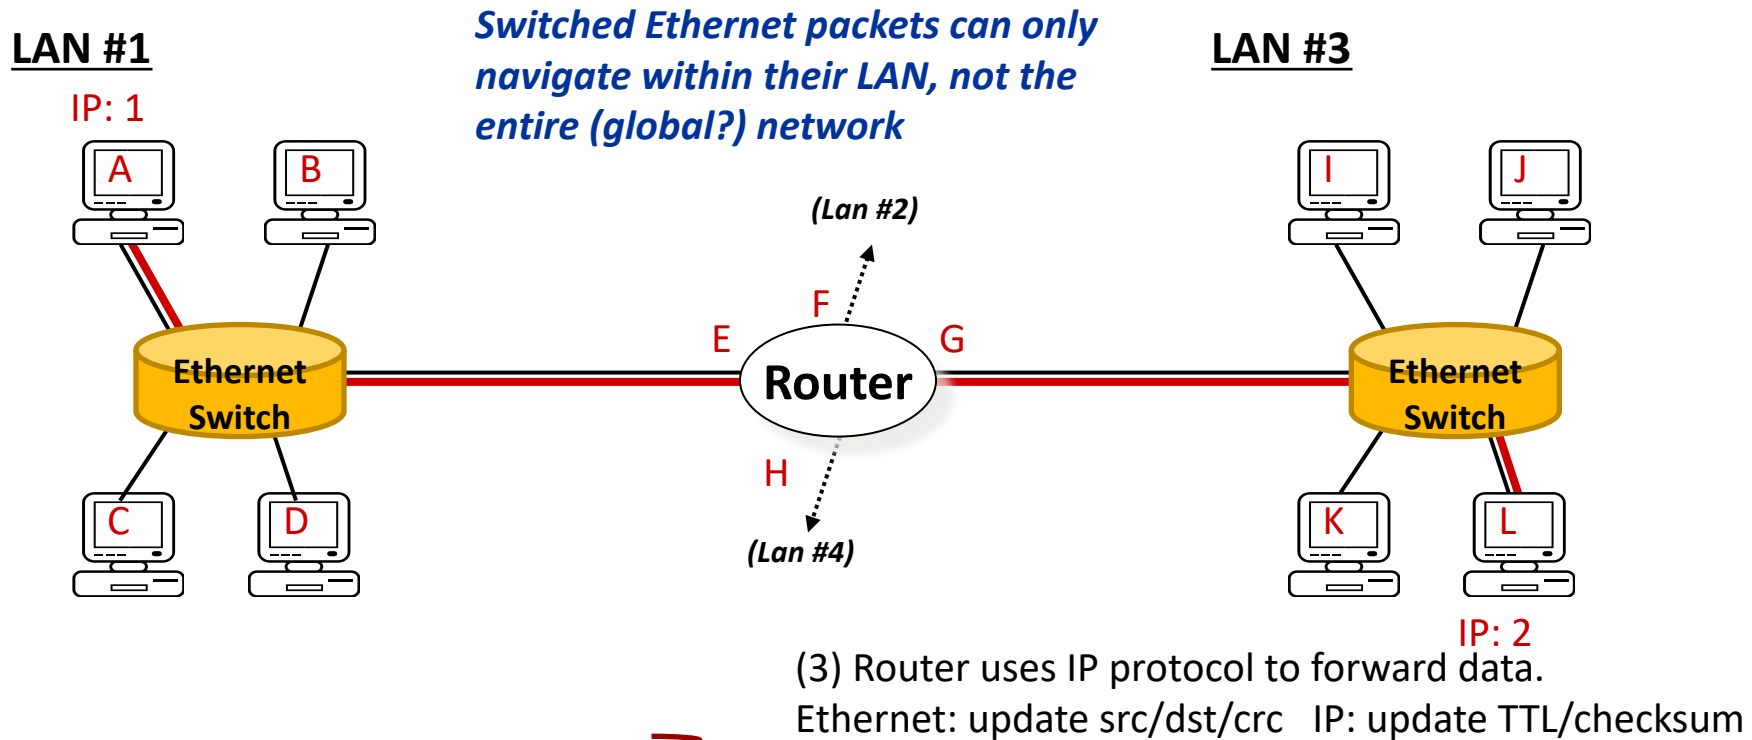 Switched Ethernet packets can only
navigate within their LAN, not the
entire (global?) network
LAN #1
LAN #3
IP: 1
A
B
I
J
(Lan #2)
F
E
G
Ethernet
Switch
Router
Ethernet
Switch
H
C
D
K
L
(Lan #4)
IP: 2
(3) Router uses IP protocol to forward data.
Ethernet: update src/dst/crc IP: update TTL/checksum